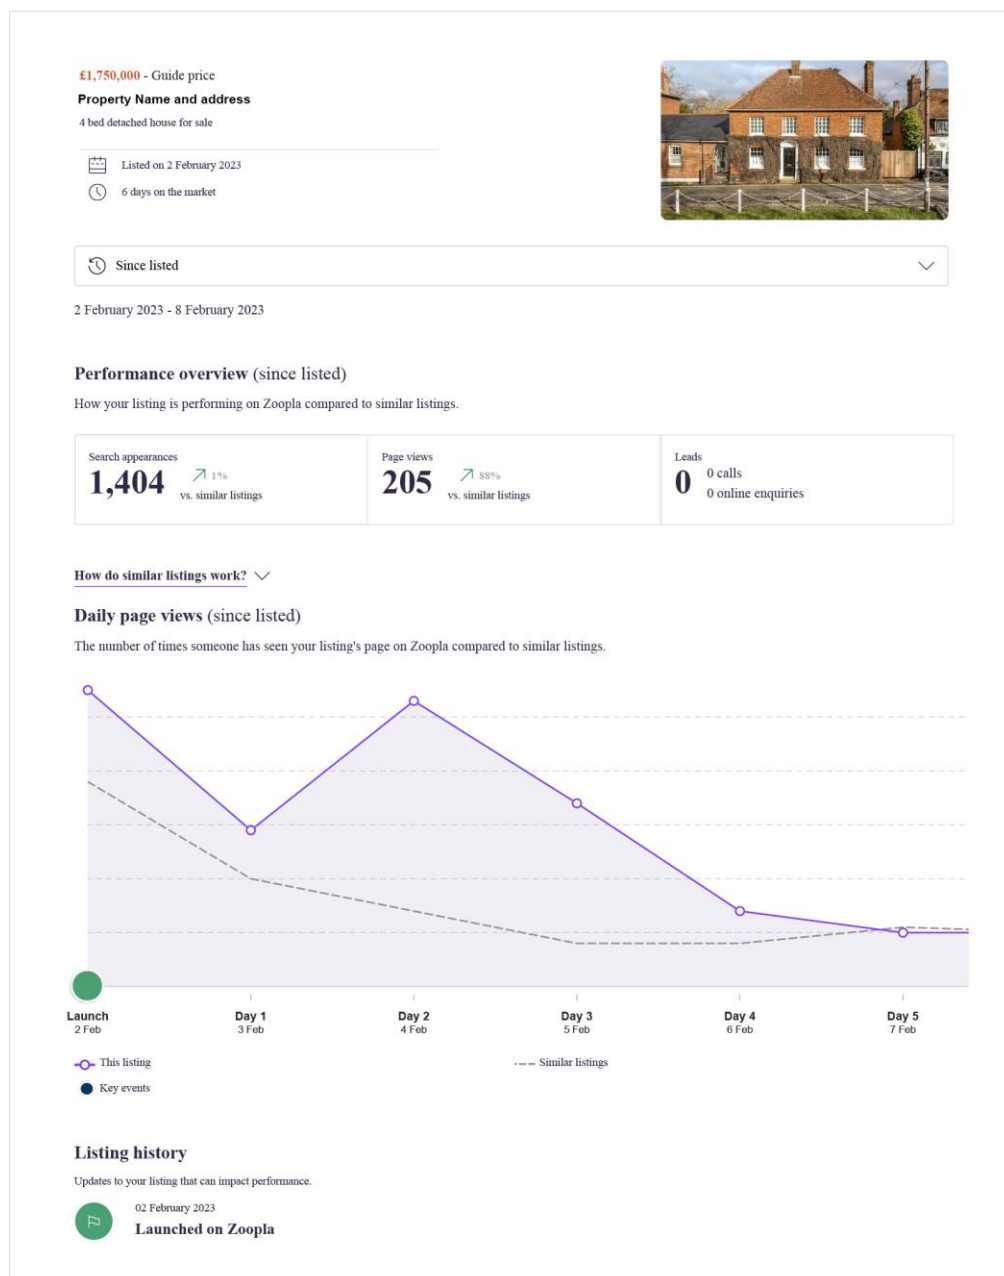 £1,750,000 - Guide price
Property Name and address
4 bed detached house for sale
Listed on 2 February 2023
6 days on the market
Since listed
2 February 2023 - 8 February 2023
Performance overview (since listed)
How your listing is performing on Zoopla compared to similar listings.
Search appearances
1,404 1%
vs. similar listings
Page views
205 88%
vs. similar listings
Leads
0 0 calls
0 online enquiries
How do similar listings work?
Daily page views (since listed)
The number of times someone has seen your listing's page on Zoopla compared to similar listings.
Launch Day 1 Day 2 Day 3 Day 4 Day 5
2 Feb 3 Feb 4 Feb 5 Feb 6 Feb 7 Feb
This listing Similar listings
Key events
Listing history
Updates to your listing that can impact performance.
02 February 2023
Launched on Zoopla